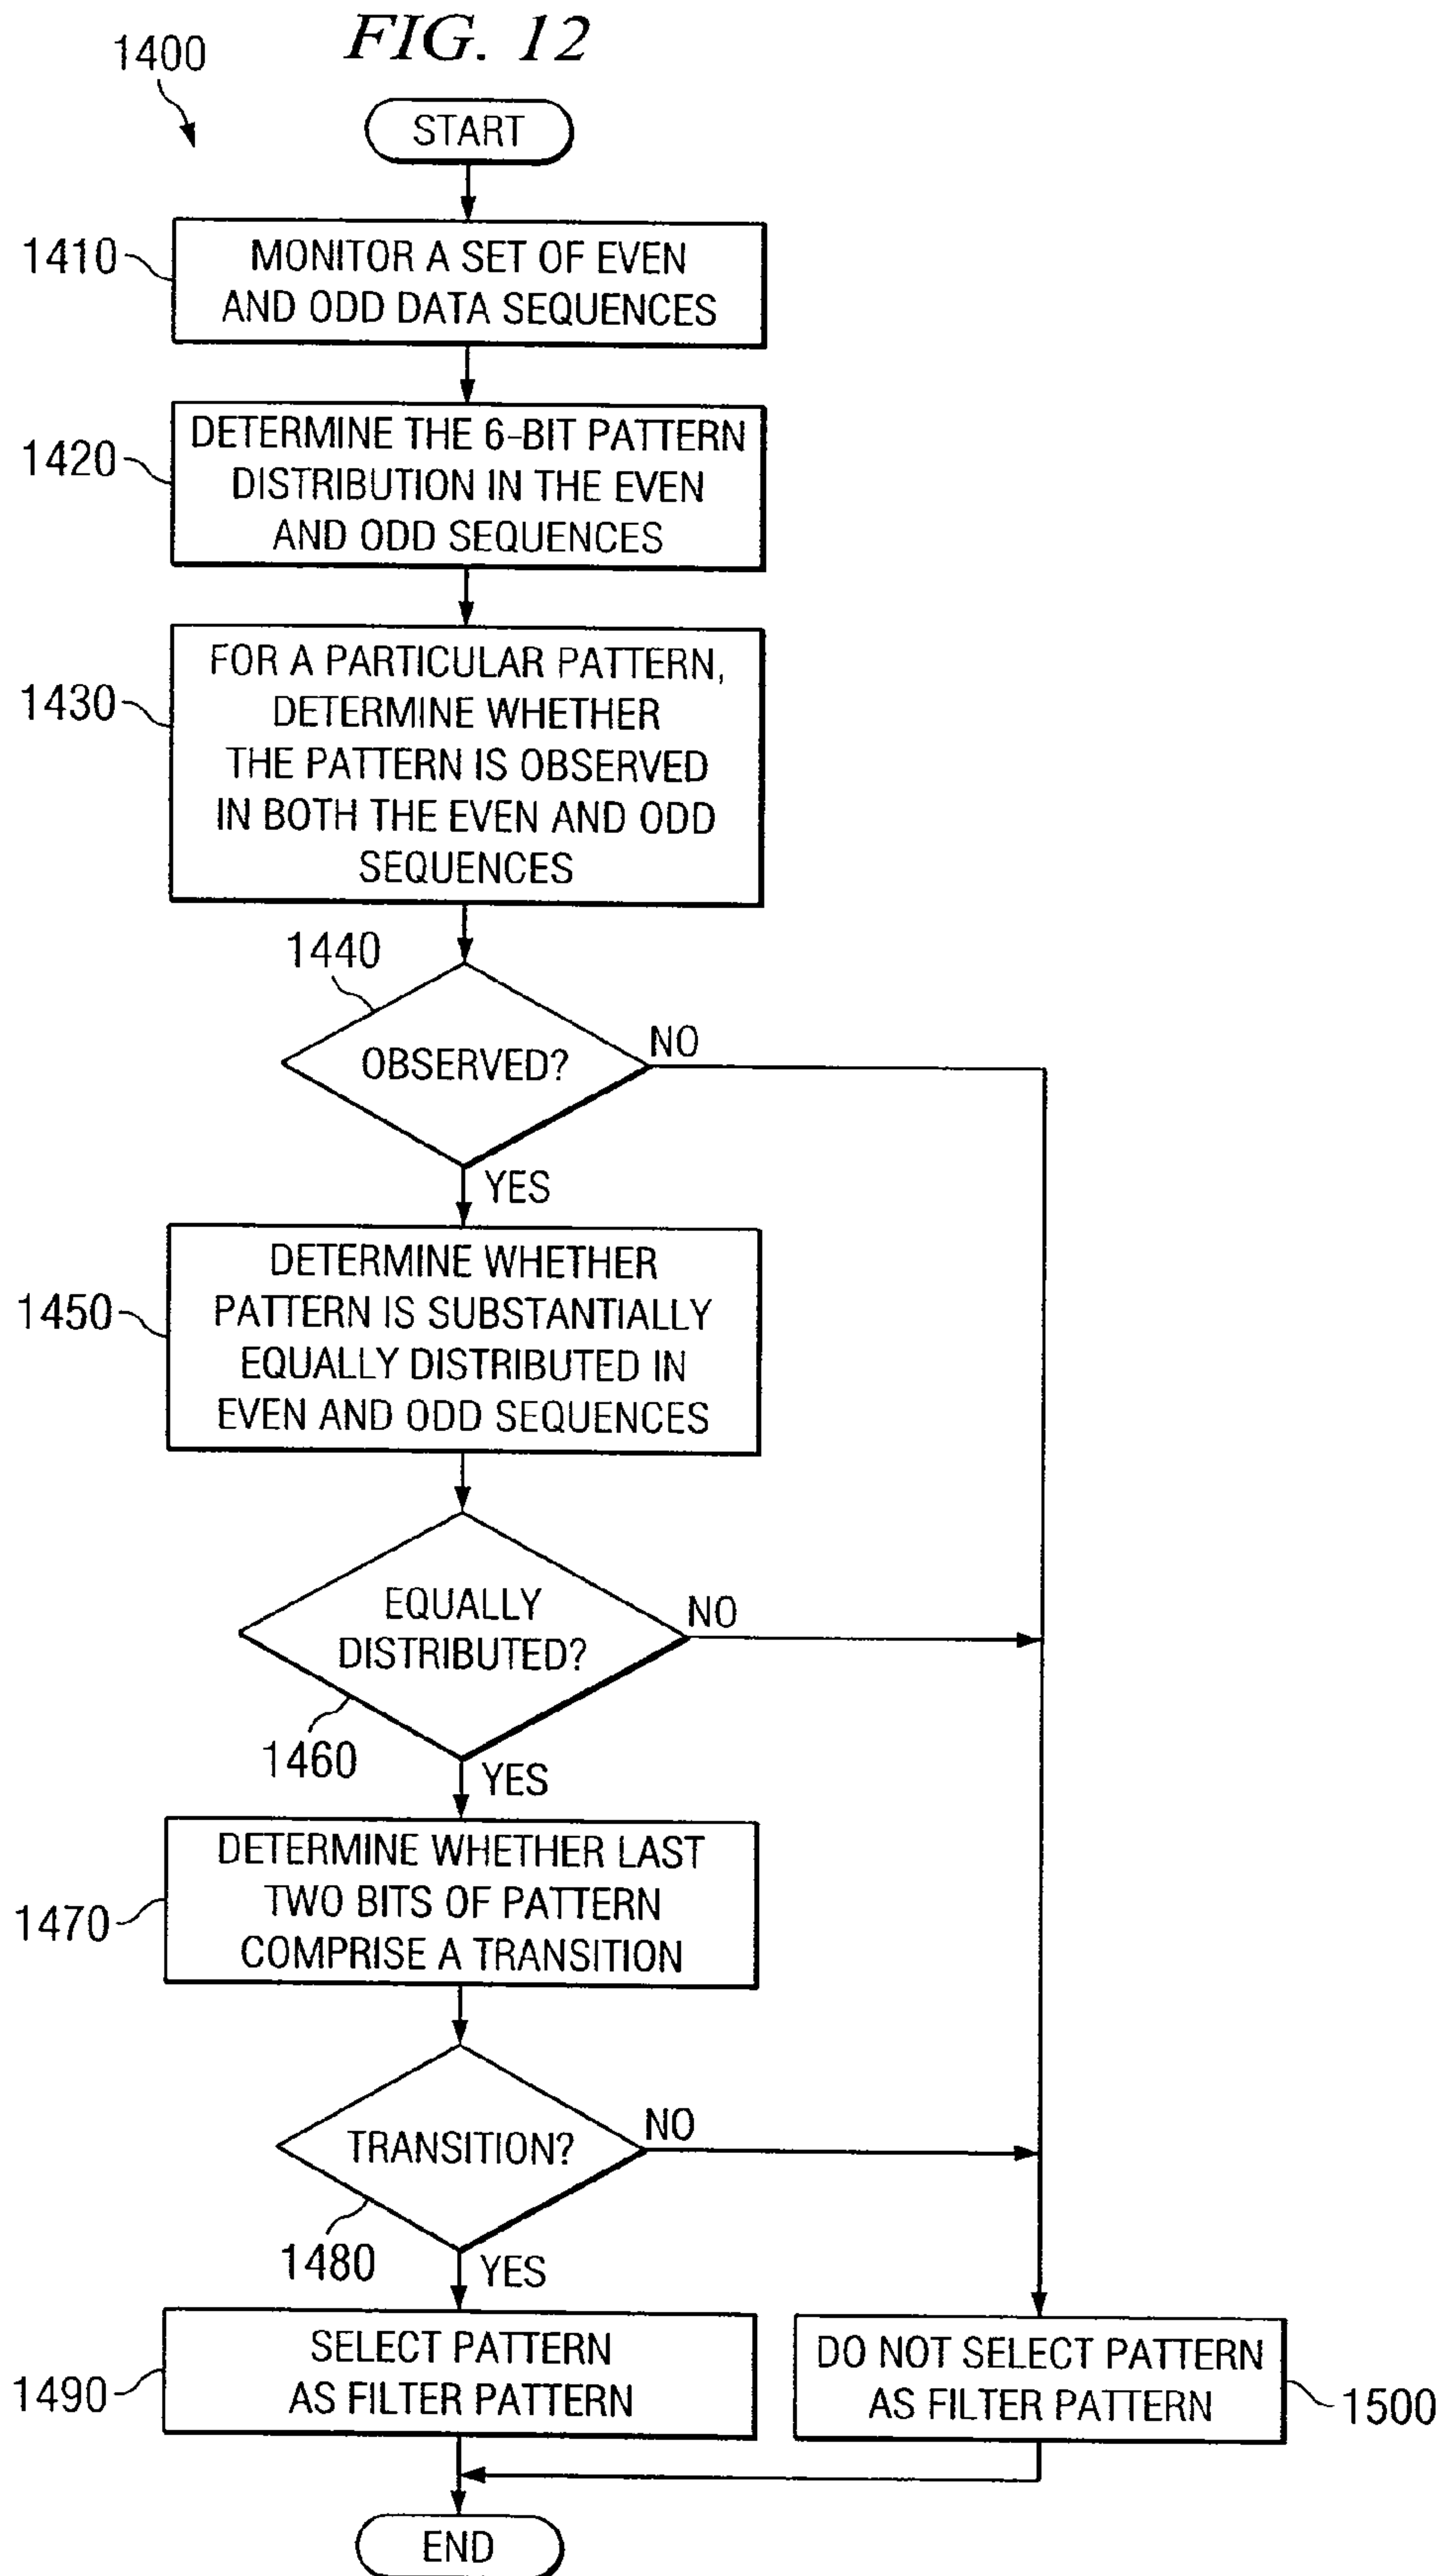 FIG. 12
1400
START
1410
MONITOR A SET OF EVEN
AND ODD DATA SEQUENCES
1420
DETERMINE THE 6-BIT PATTERN
DISTRIBUTION IN THE EVEN
AND ODD SEQUENCES
1430
FOR A PARTICULAR PATTERN,
DETERMINE WHETHER
THE PATTERN IS OBSERVED
IN BOTH THE EVEN AND ODD
SEQUENCES
1440
OBSERVED?
NO
YES
1450
DETERMINE WHETHER
PATTERN IS SUBSTANTIALLY
EQUALLY DISTRIBUTED IN
EVEN AND ODD SEQUENCES
EQUALLY
DISTRIBUTED?
NO
1460
YES
1470
DETERMINE WHETHER LAST
TWO BITS OF PATTERN
COMPRISE A TRANSITION
TRANSITION?
NO
1480
YES
1490
SELECT PATTERN
AS FILTER PATTERN
DO NOT SELECT PATTERN
AS FILTER PATTERN
1500
END